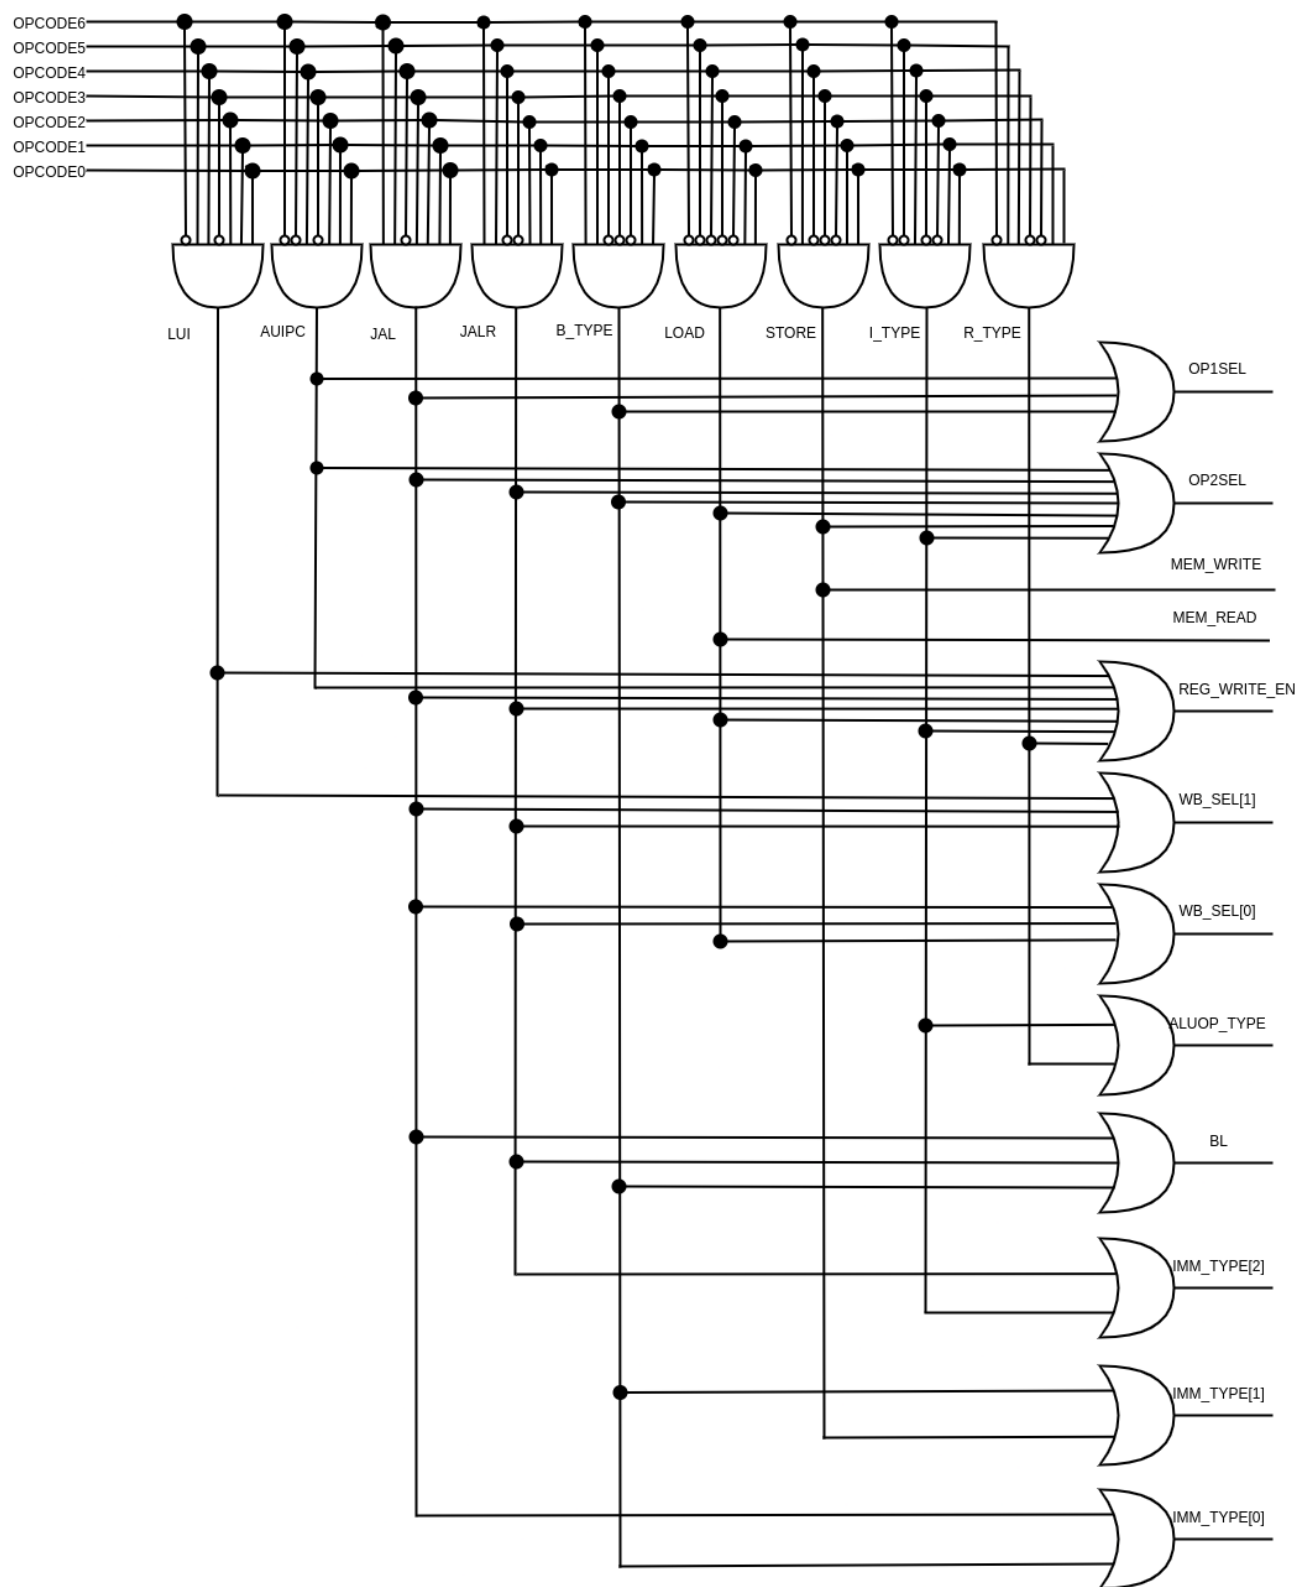 OPCODE6
OPCODE5
OPCODE4
OPCODE3
OPCODE2
OPCODE1
OPCODE0
LUI
AUIPC
JAL
JALR
B_TYPE
LOAD
STORE
I_TYPE
R_TYPE
OP1SEL
OP2SEL
MEM_WRITE
MEM_READ
REG_WRITE_EN
WB_SEL[1]
WB_SEL[0]
ALUOP_TYPE
BL
IMM_TYPE[2]
IMM_TYPE[1]
IMM_TYPE[0]